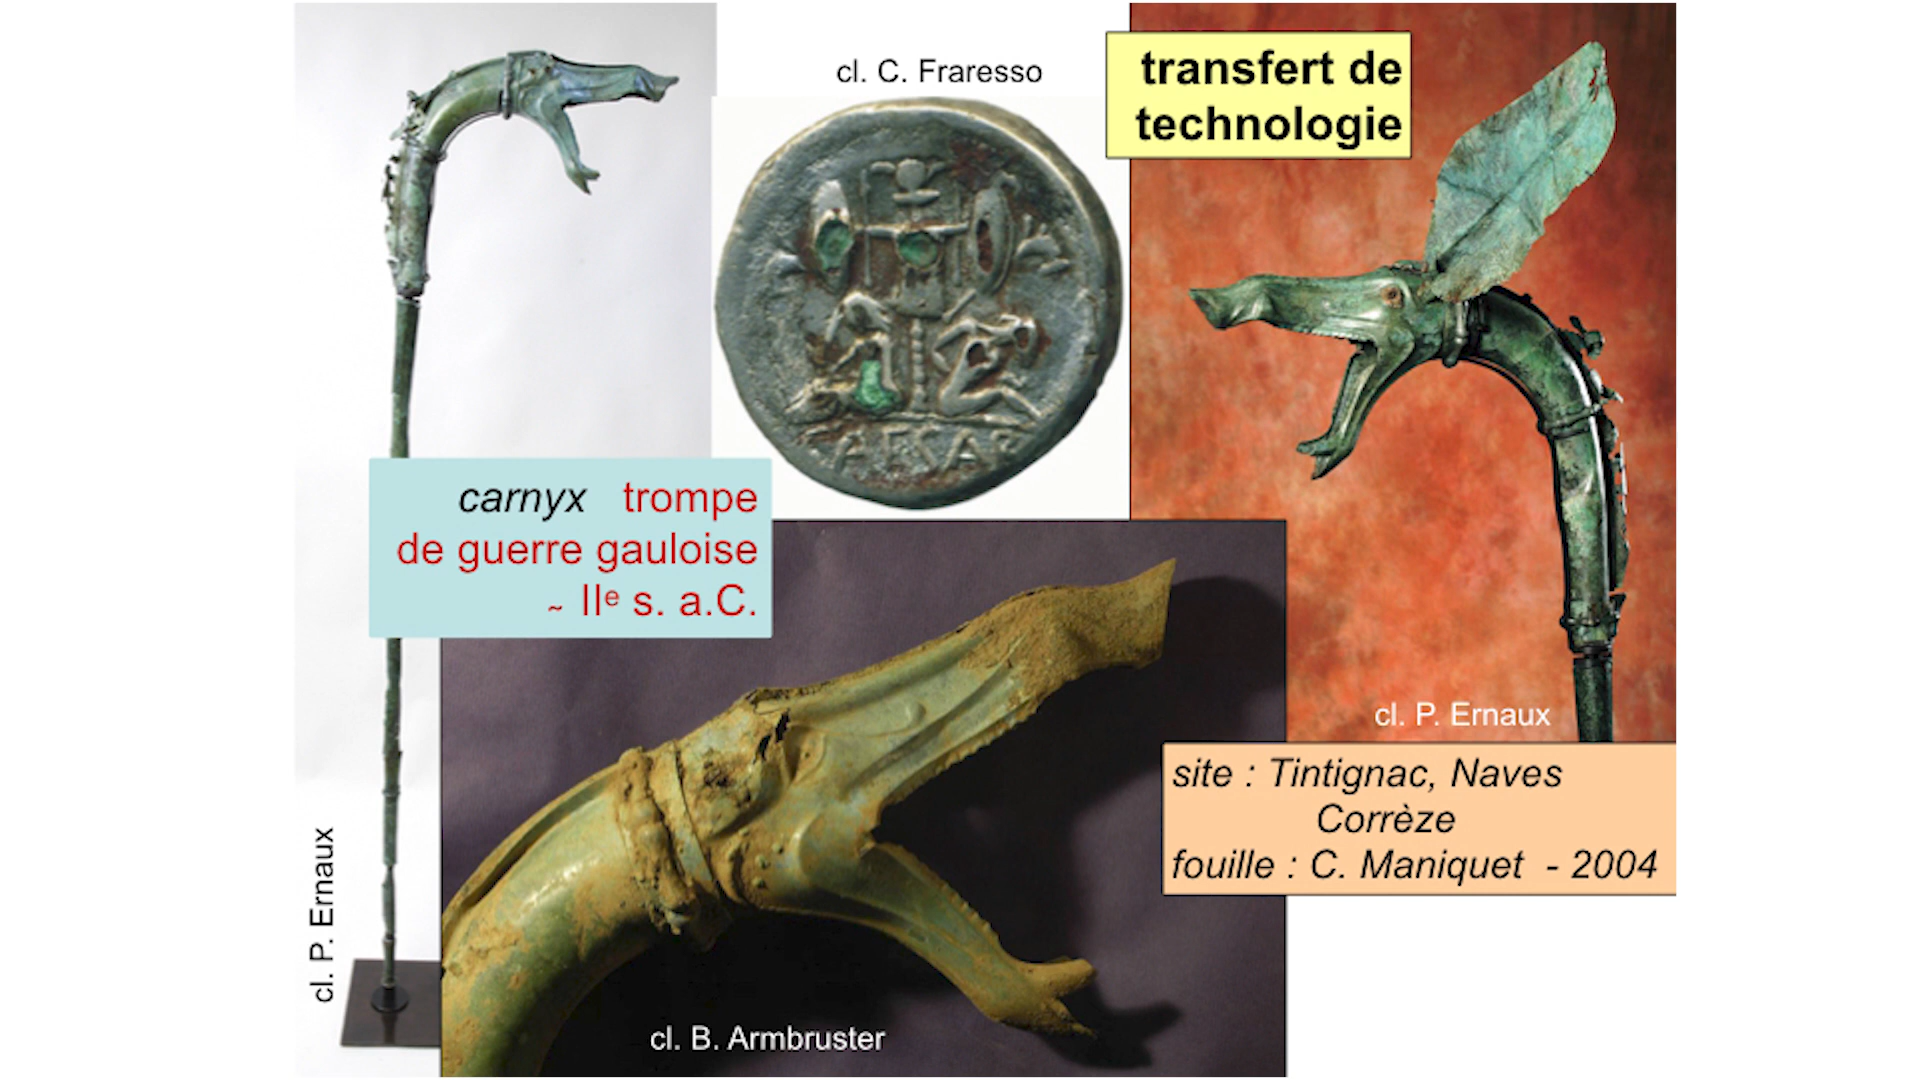 cl. C. Fraresso
transfert de
technologie
carnyx trompe
de guerre gauloise
~ IIe s. a.C.
CAESAR
cl. P. Ernaux
site : Tintignac, Naves
Corrèze
fouille : C. Maniquet - 2004
cl. P. Ernaux
cl. B. Armbruster